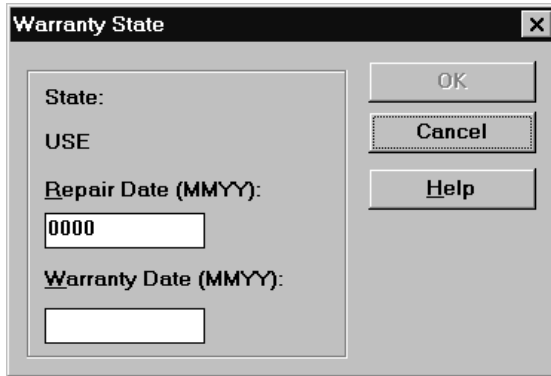 Warranty State
State:
USE
Repair Date (MMYY):
0000
Warranty Date (MMYY):
OK
Cancel
Help